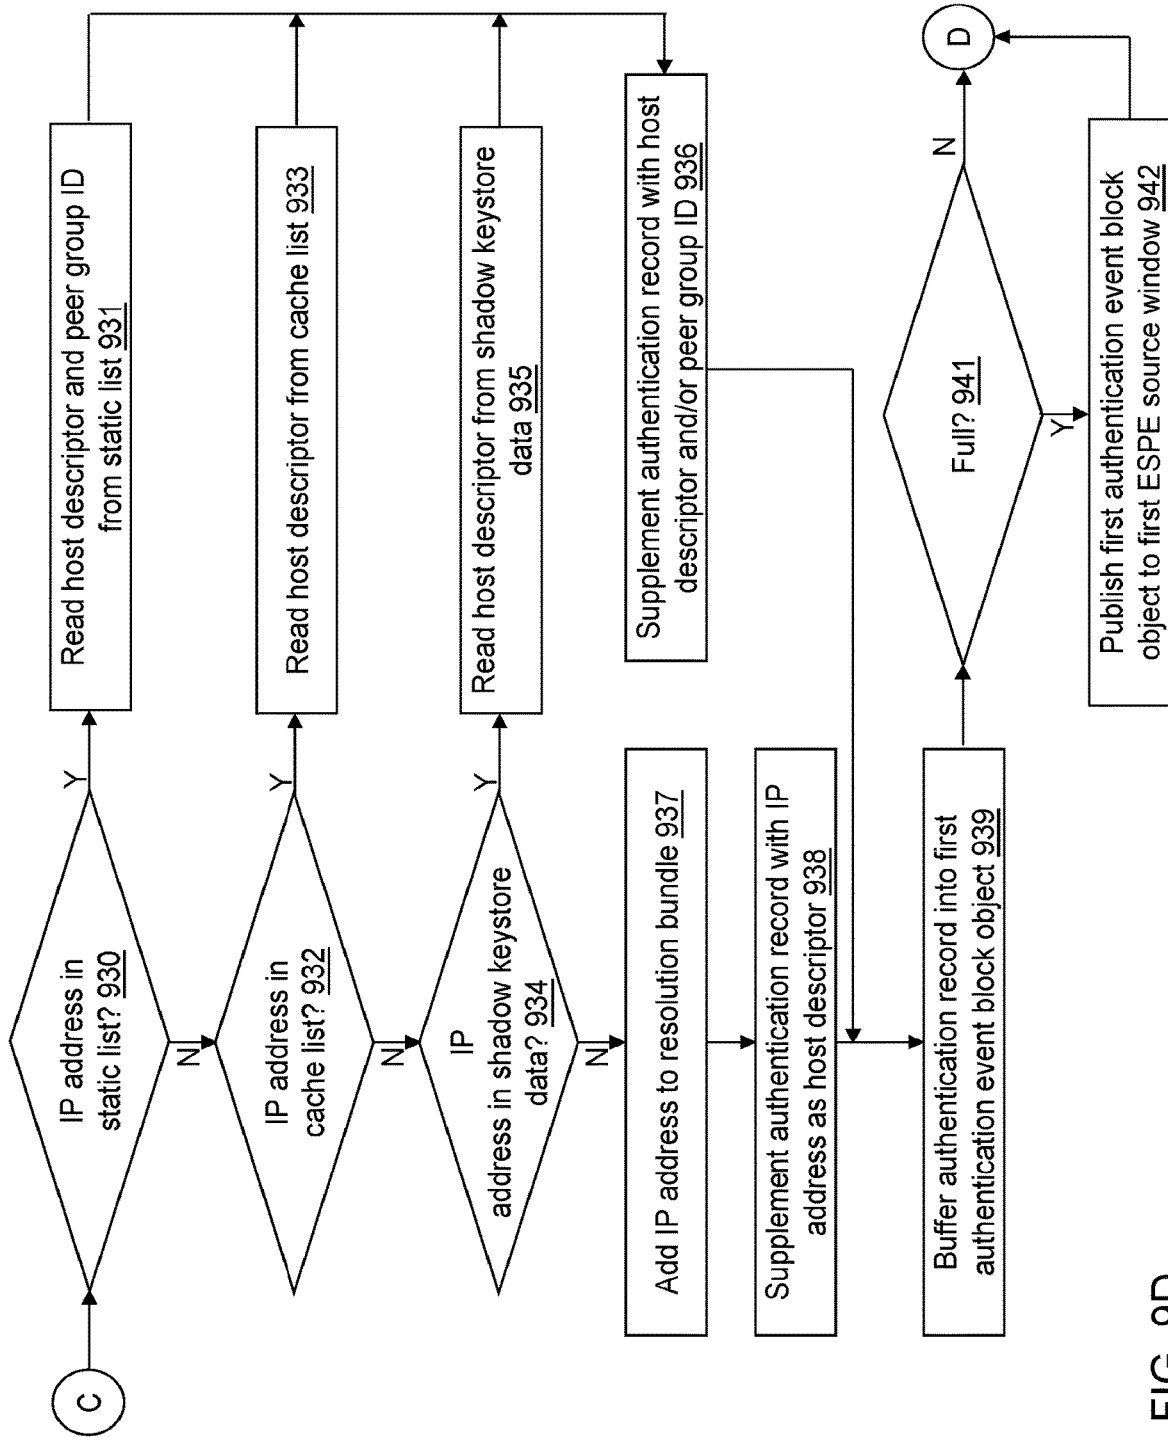 C
IP address in
static list? 930
Y
N
Read host descriptor and peer group ID
from static list 931
IP address in
cache list? 932
Y
N
Read host descriptor from cache list 933
IP
address in shadow keystore
data? 934
Y
N
Read host descriptor from shadow keystore
data 935
Supplement authentication record with host
descriptor and/or peer group ID 936
Add IP address to resolution bundle 937
Supplement authentication record with IP
address as host descriptor 938
Buffer authentication record into first
authentication event block object 939
Full? 941
N
Y
D
Publish first authentication event block
object to first ESPE source window 942
FIG. 9D